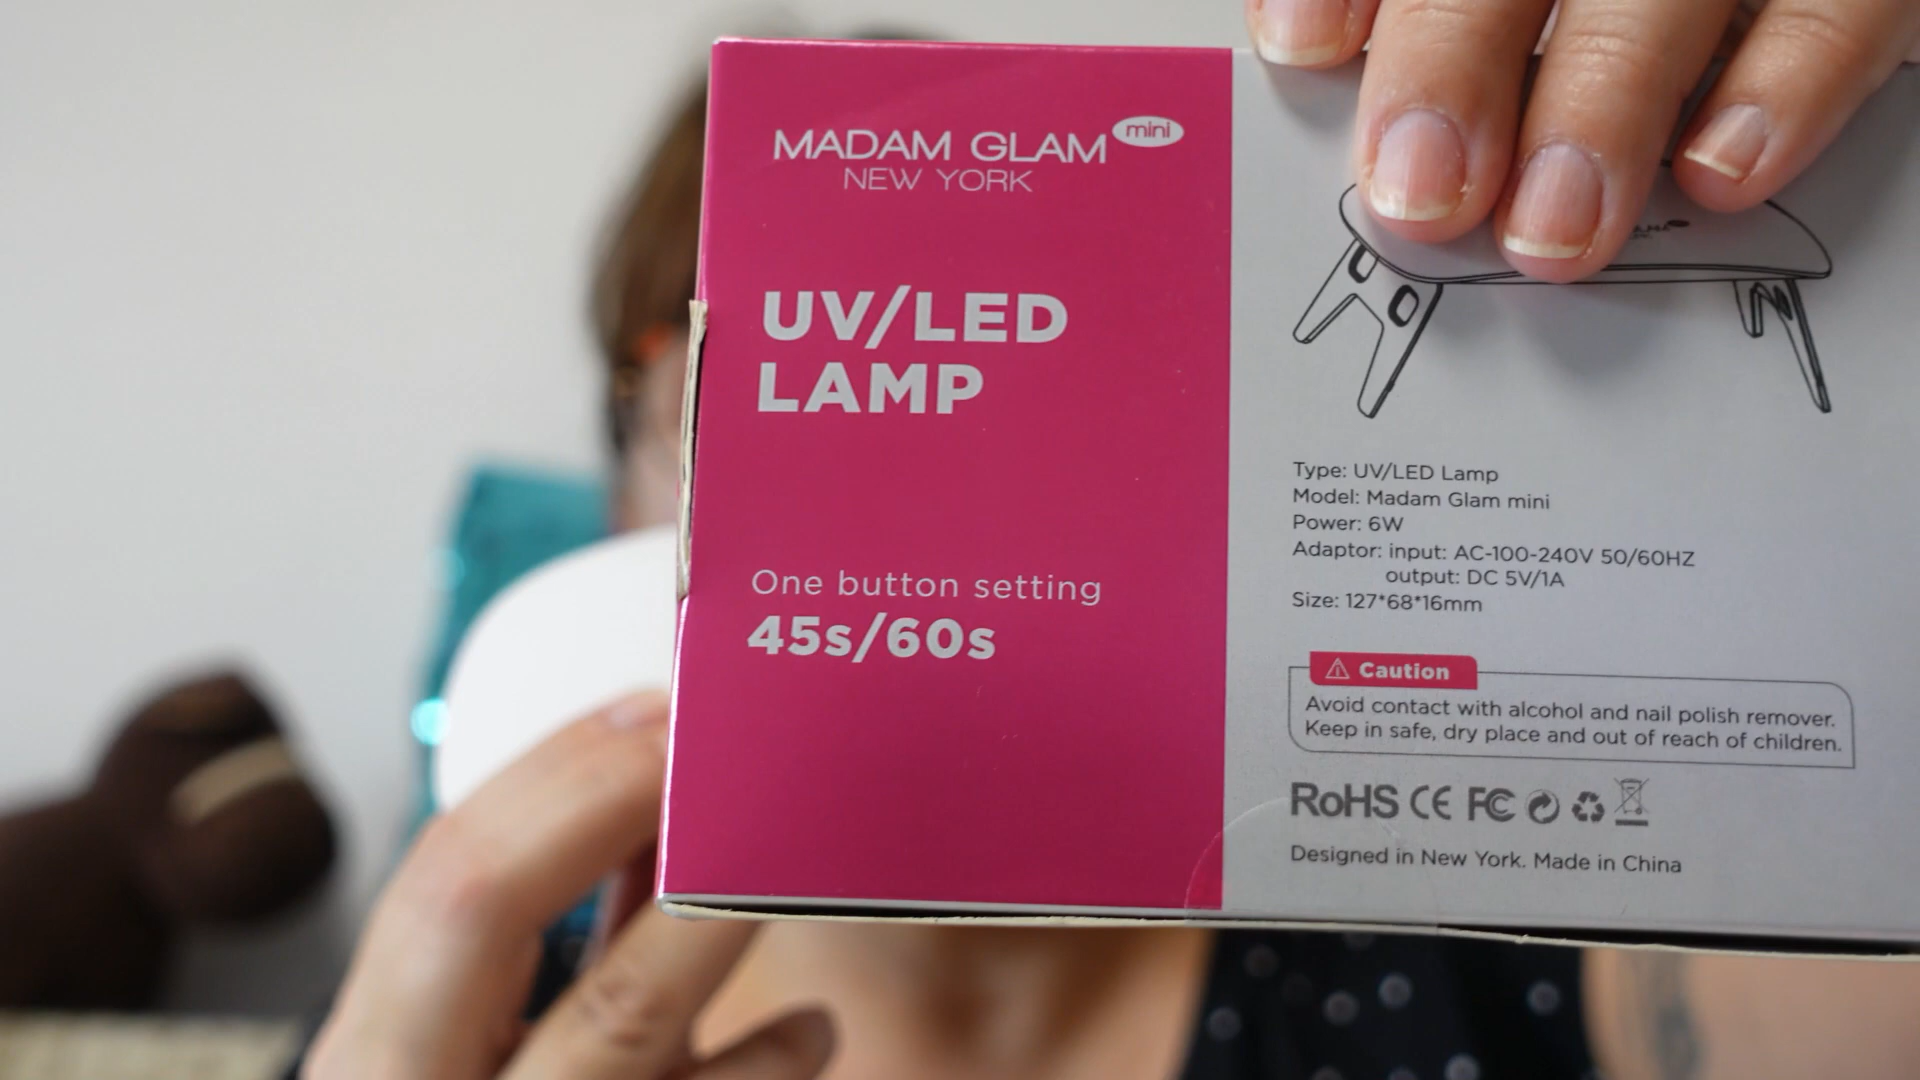 MADAM GLAM mini
NEW YORK
UV/LED
LAMP
One button setting
45s/60s
Type: UV/LED Lamp
Model: Madam Glam mini
Power: 6W
Adaptor: input: AC-100-240V 50/60HZ
output: DC 5V/1A
Size: 127*68*16mm
Caution
Avoid contact with alcohol and nail polish remover.
Keep in safe, dry place and out of reach of children.
RoHS CE FC
Designed in New York. Made in China